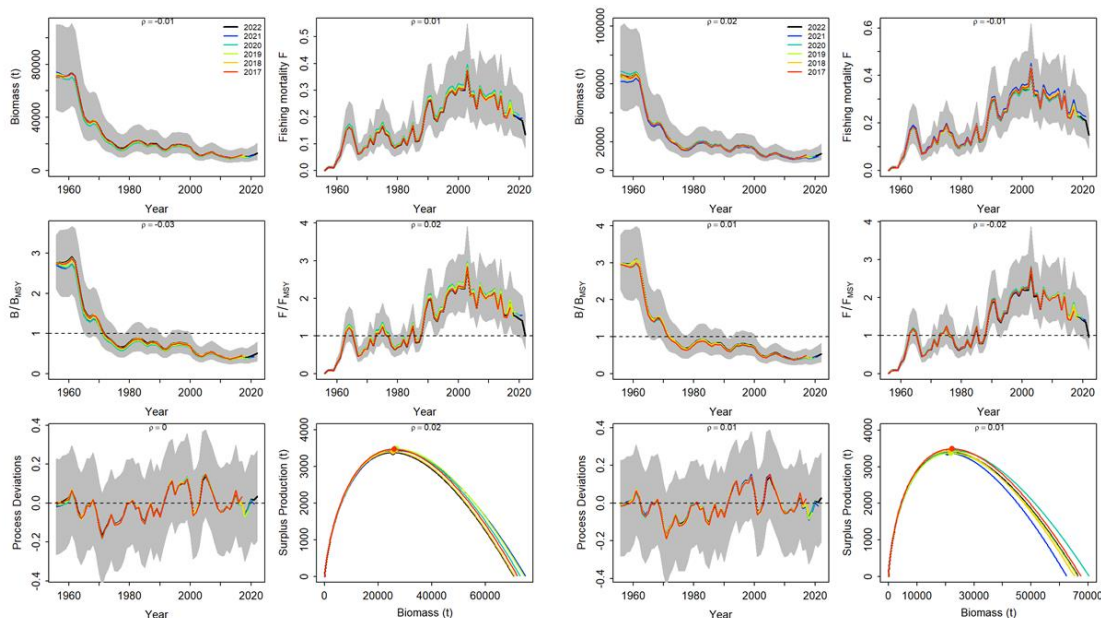 ρ = -0.01
Biomass (t)
0 40000 80000
1960 1980 2000 2020
Year
2022
2021
2020
2019
2018
2017
ρ = 0.01
Fishing mortality F
0.0 0.1 0.2 0.3 0.4 0.5
1960 1980 2000 2020
Year
ρ = 0.02
Biomass (t)
0 20000 60000 100000
1960 1980 2000 2020
Year
2022
2021
2020
2019
2018
2017
ρ = -0.01
Fishing mortality F
0.0 0.2 0.4 0.6
1960 1980 2000 2020
Year
ρ = -0.03
B/BMSY
0 1 2 3
1960 1980 2000 2020
Year
ρ = 0.02
F/FMSY
0 1 2 3 4
1960 1980 2000 2020
Year
ρ = 0.01
B/BMSY
0 1 2 3 4
1960 1980 2000 2020
Year
ρ = -0.02
F/FMSY
0 1 2 3 4
1960 1980 2000 2020
Year
ρ = 0
Process Deviations
-0.4 -0.2 0.0 0.2 0.4
1960 1980 2000 2020
Year
ρ = 0.02
Surplus Production (t)
0 1000 2000 3000 4000
0 20000 40000 60000
Biomass (t)
ρ = 0.01
Process Deviations
-0.4 -0.2 0.0 0.2 0.4
1960 1980 2000 2020
Year
ρ = 0.01
Surplus Production (t)
0 1000 2000 3000 4000
0 10000 30000 50000 70000
Biomass (t)